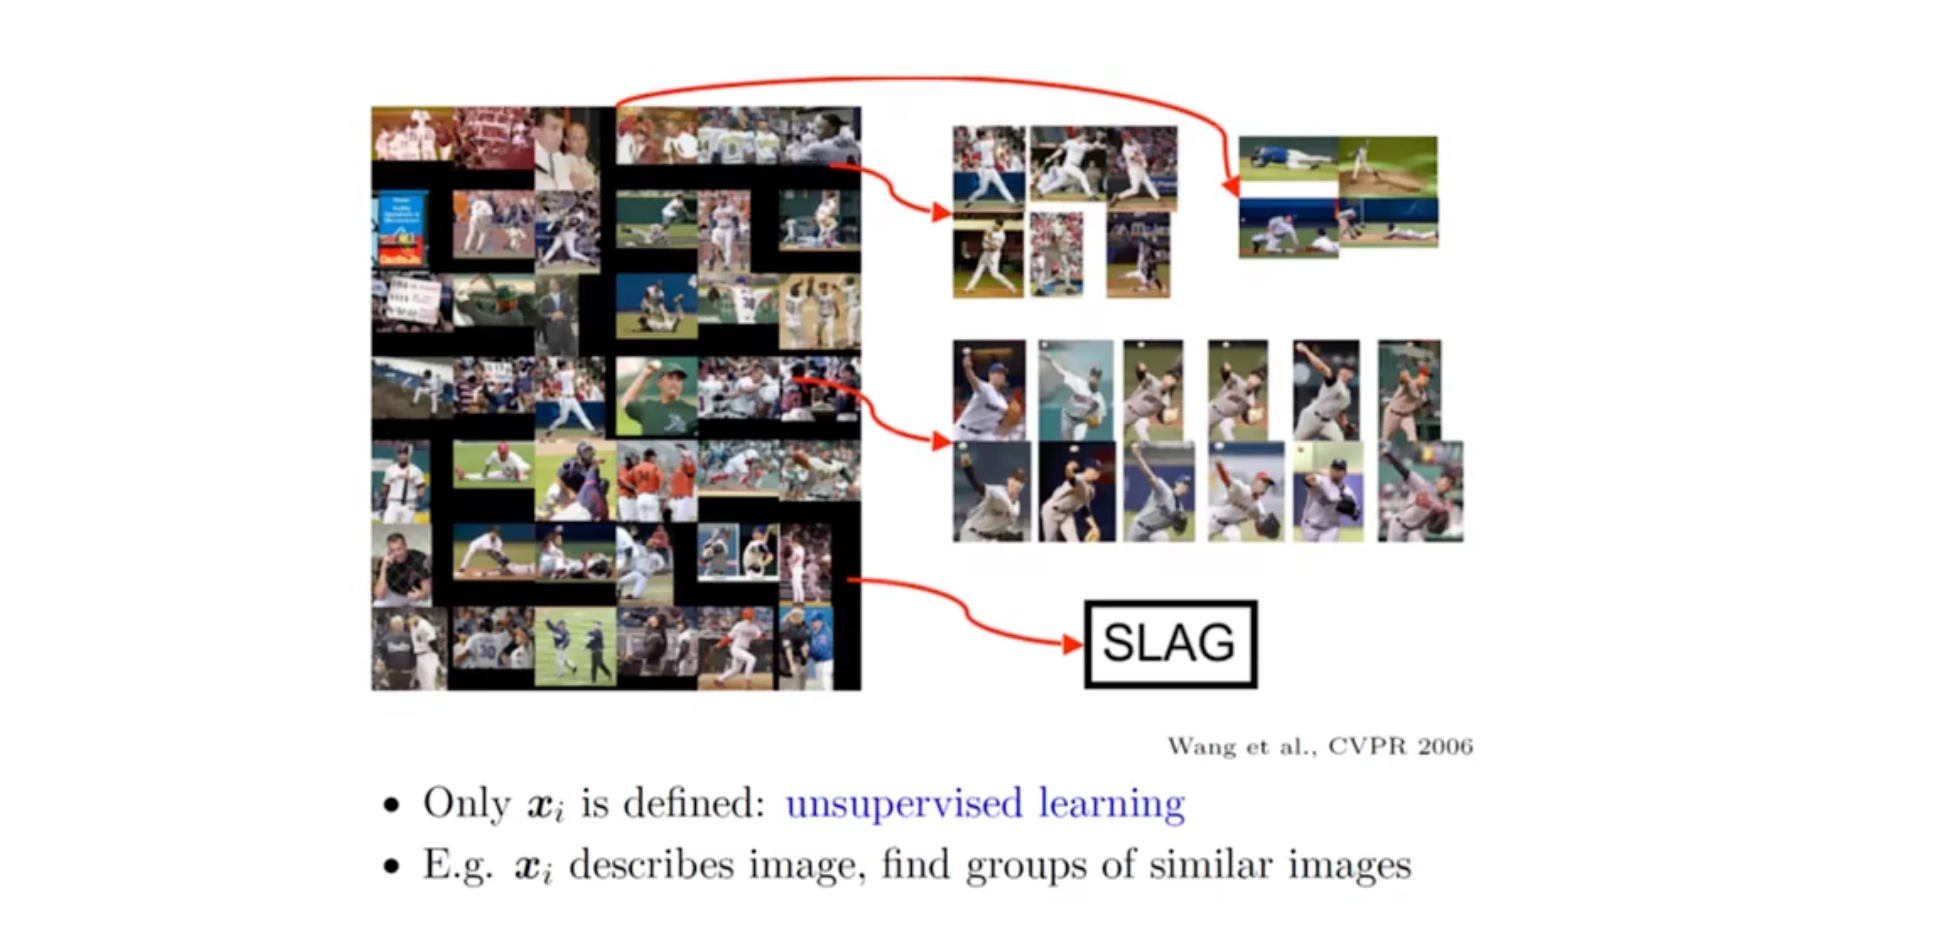 SLAG
Wang et al., CVPR 2006
• Only xᵢ is defined: unsupervised learning
• E.g. xᵢ describes image, find groups of similar images